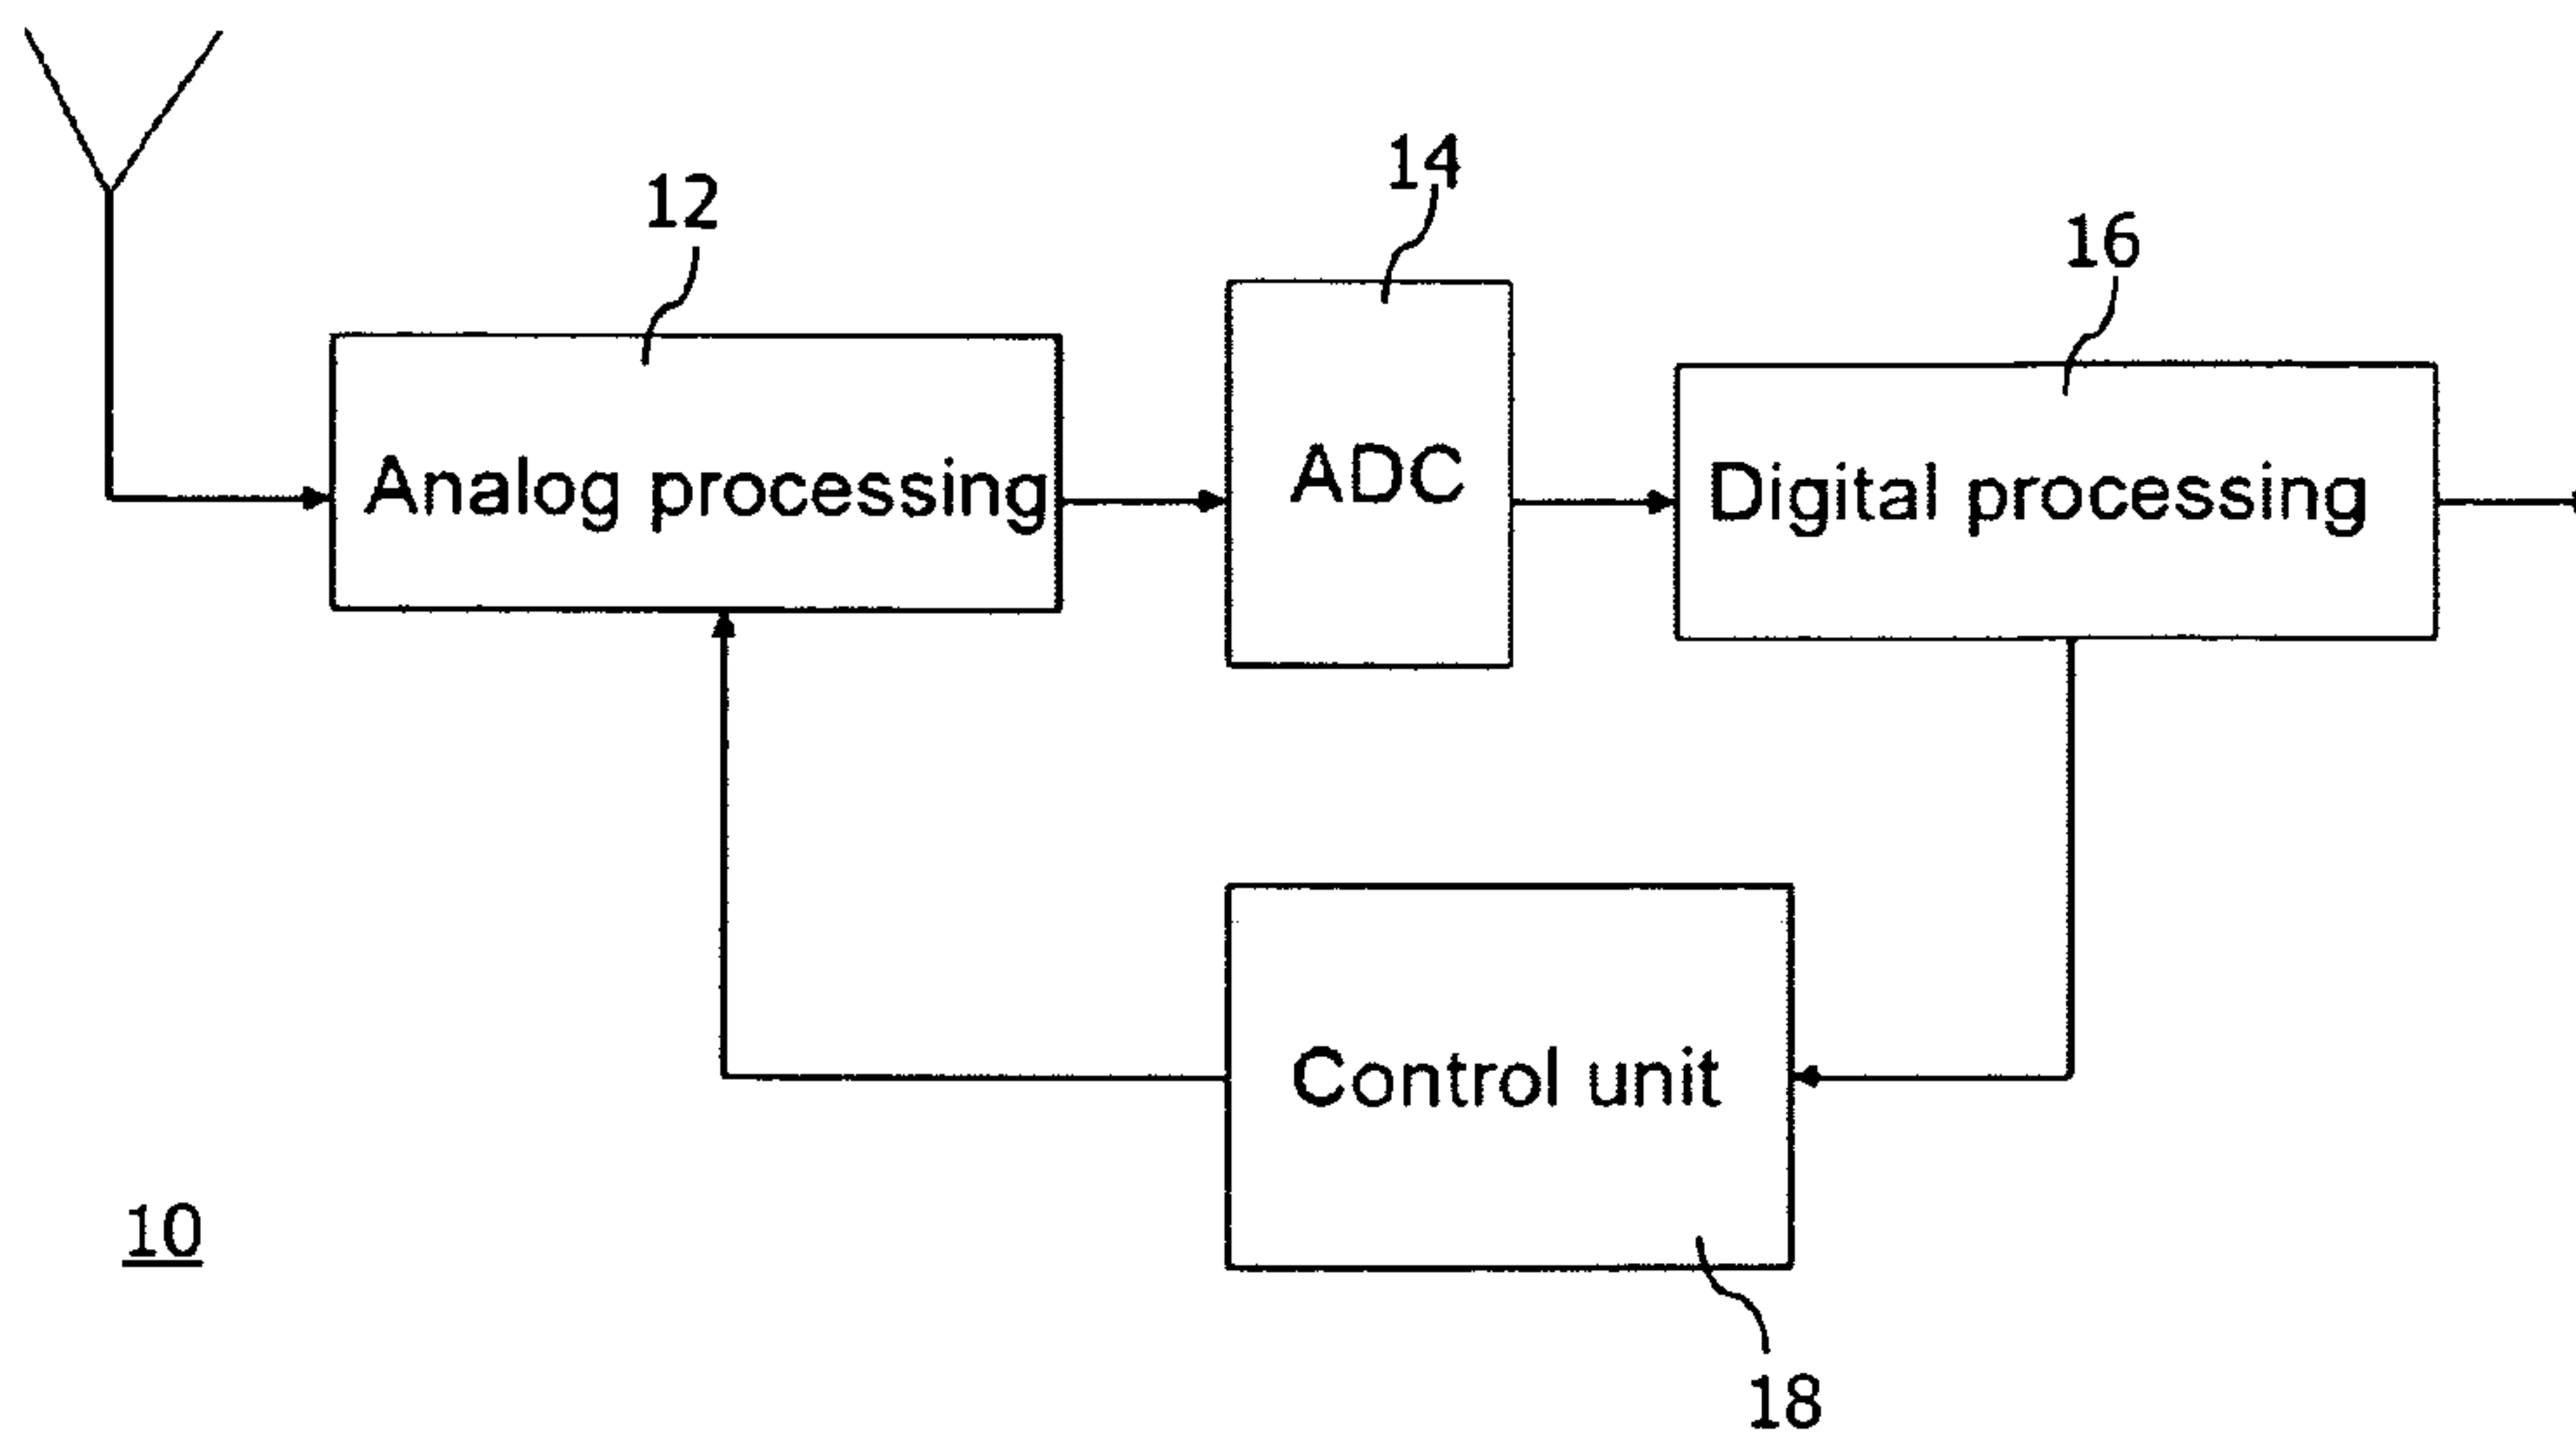 12
14
16
Analog processing
ADC
Digital processing
Control unit
10
18